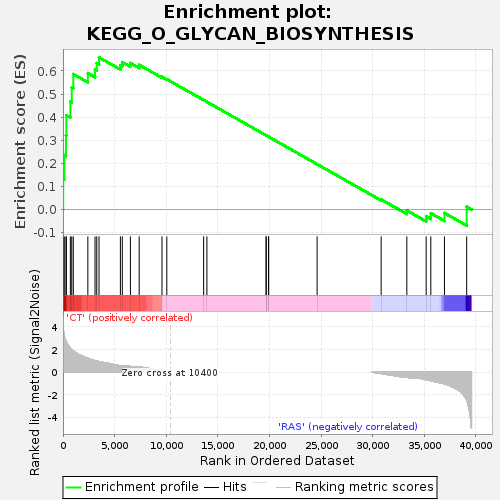 Enrichment plot:
KEGG_O_GLYCAN_BIOSYNTHESIS
Enrichment score (ES)
0.6
0.5
0.4
0.3
0.2
0.1
0.0
-0.1
'CT' (positively correlated)
Ranked list metric (Signal2Noise)
4
2
0
-2
-4
Zero cross at 10400
'RAS' (negatively correlated)
0 5,000 10,000 15,000 20,000 25,000 30,000 35,000 40,000
Rank in Ordered Dataset
Enrichment profile Hits Ranking metric scores